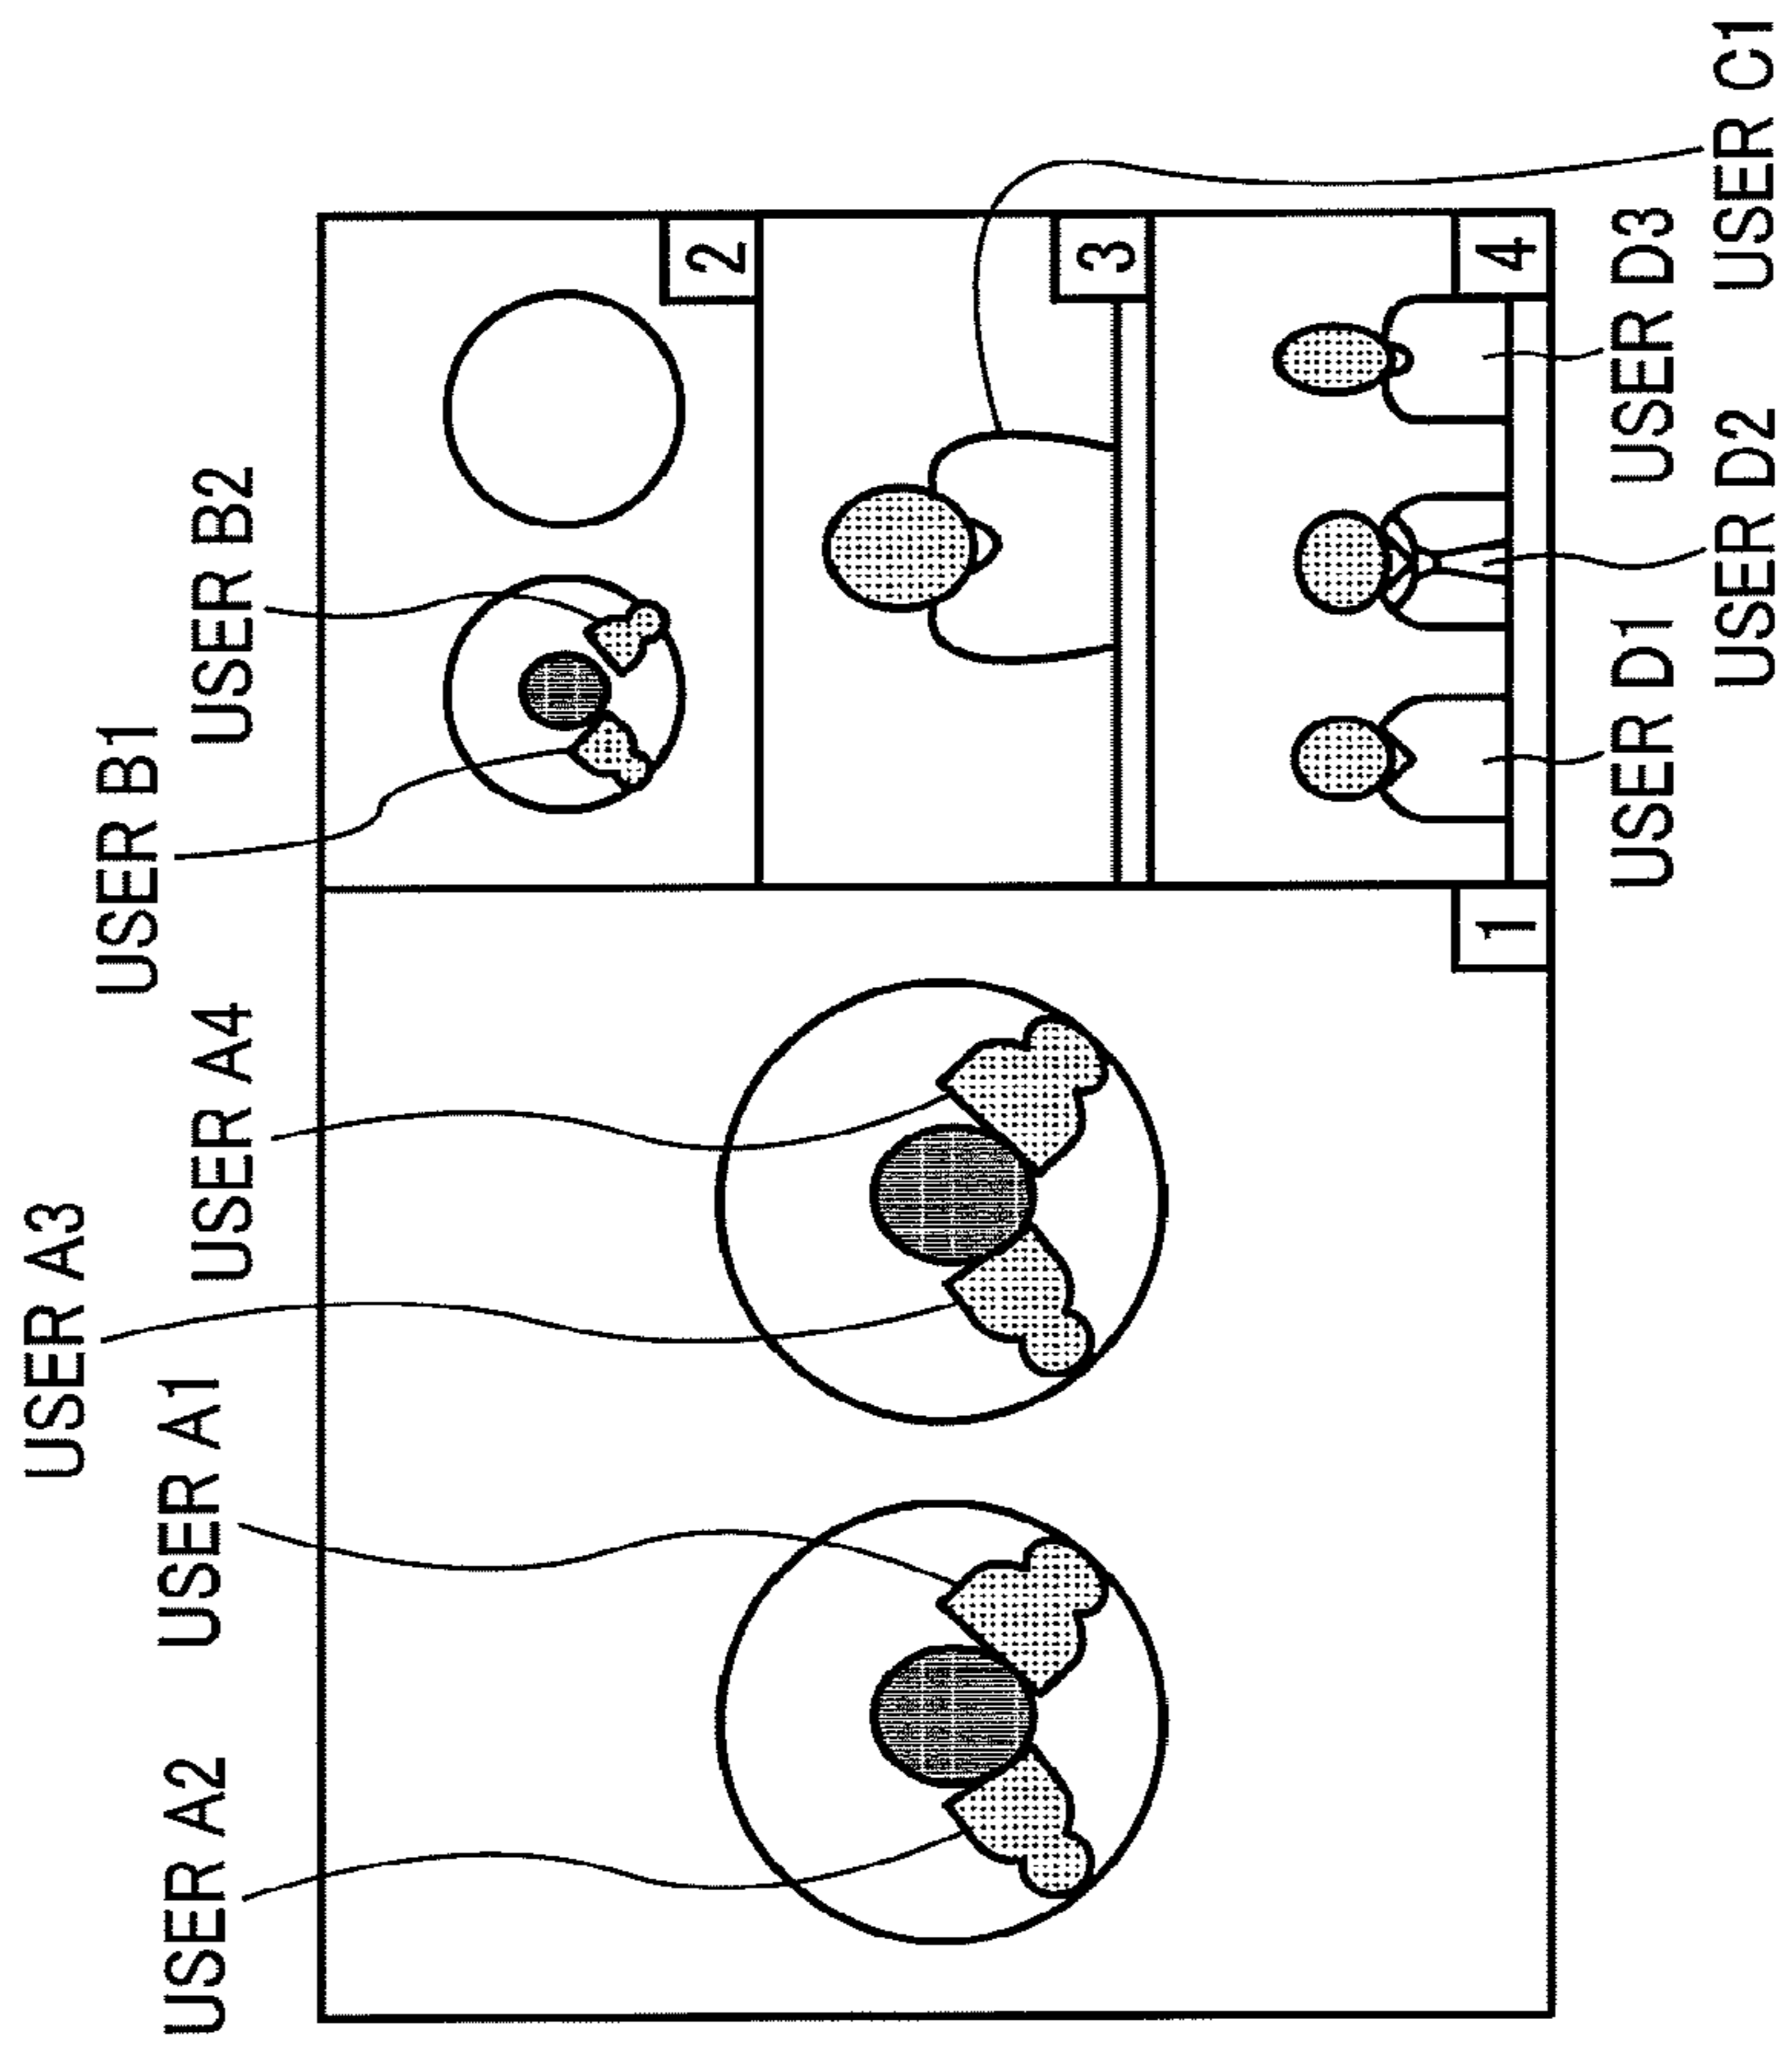 USER A3
USER B1
USER A2
USER A1
USER A4
USER B2
2
3
1
4
USER D1
USER D3
USER D2
USER C1